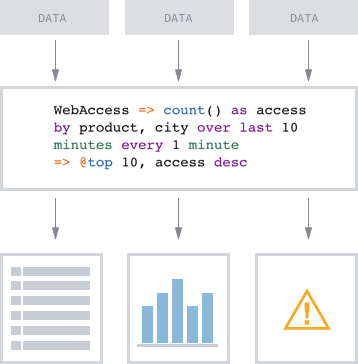 DATA DATA DATA
WebAccess => count() as access
by product, city over last 10
minutes every 1 minute
=> @top 10, access desc
!